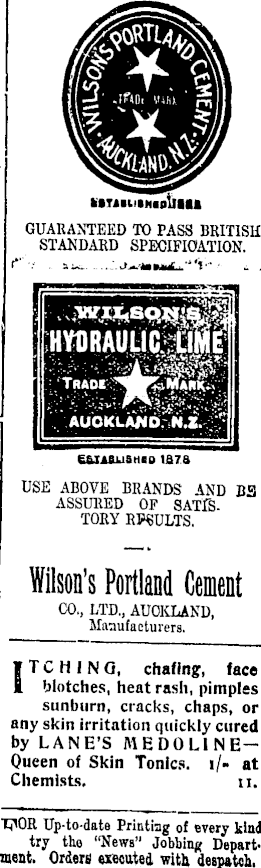 WILSON'S PORTLAND CEMENT
TRADE MARK
AUCKLAND. N.Z.
GUARANTEED TO PASS BRITISH
STANDARD SPECIFICATION.
WILSON'S
HYDRAULIC LIME
TRADE MARK
AUCKLAND. N.Z.
ESTABLISHED 1878
USE ABOVE BRANDS AND BE
ASSURED OF SATIS-
TORY RESULTS.
Wilson's Portland Cement
CO., LTD., AUCKLAND,
Manufacturers.
ITCHING, chafing, face
blotches, heat rash, pimples
sunburn, cracks, chaps, or
any skin irritation quickly cured
by LANE'S MEDOLINE—
Queen of Skin Tonics. 1/- at
Chemists. 11.
FOR Up-to-date Printing of every kind
try the "News" Jobbing Depart-
ment. Orders executed with despatch.